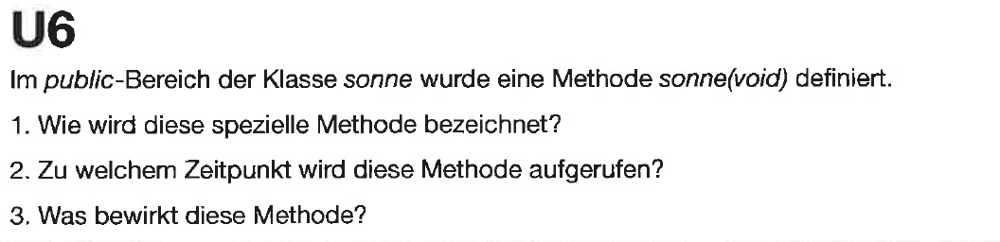 U6
Im public-Bereich der Klasse sonne wurde eine Methode sonne(void) definiert.
1. Wie wird diese spezielle Methode bezeichnet?
2. Zu welchem Zeitpunkt wird diese Methode aufgerufen?
3. Was bewirkt diese Methode?